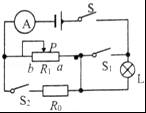 A S
P
b R₁ a S₁ L
S₂ R₀